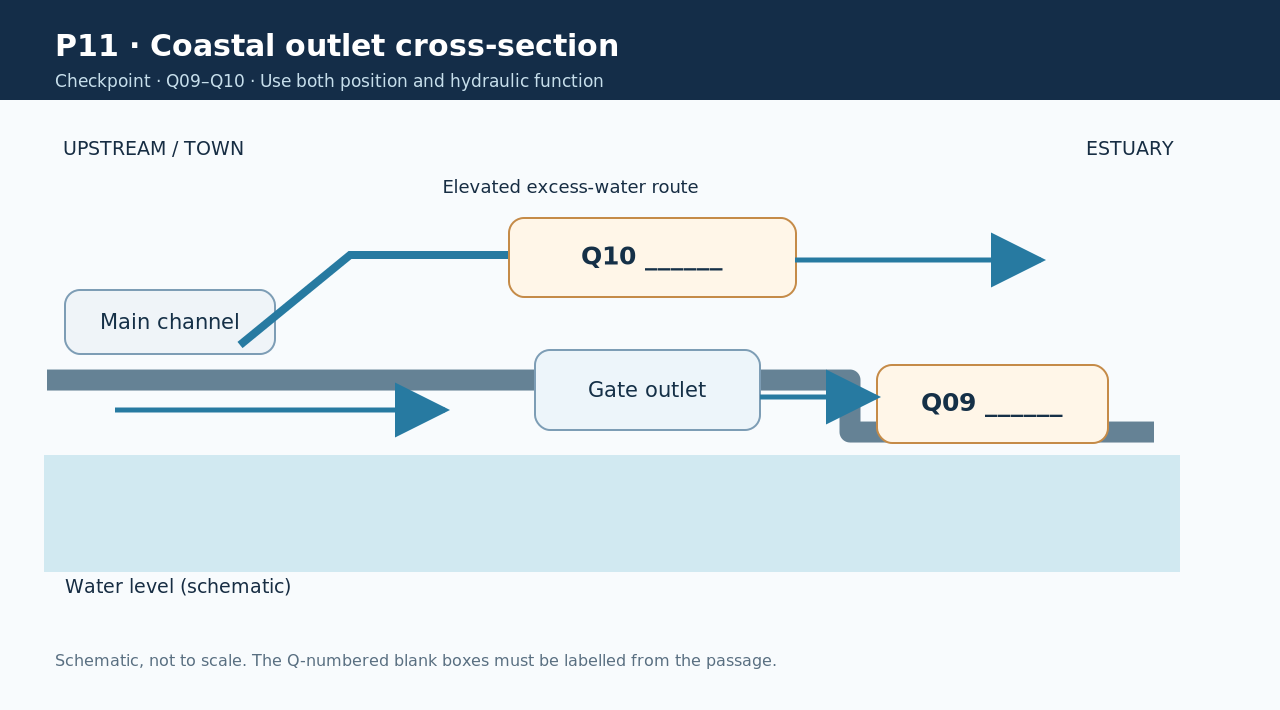 P11 · Coastal outlet cross-section
Checkpoint · Q09–Q10 · Use both position and hydraulic function
UPSTREAM / TOWN
ESTUARY
Elevated excess-water route
Q10 ______
Main channel
Gate outlet
Q09 ______
Water level (schematic)
Schematic, not to scale. The Q-numbered blank boxes must be labelled from the passage.